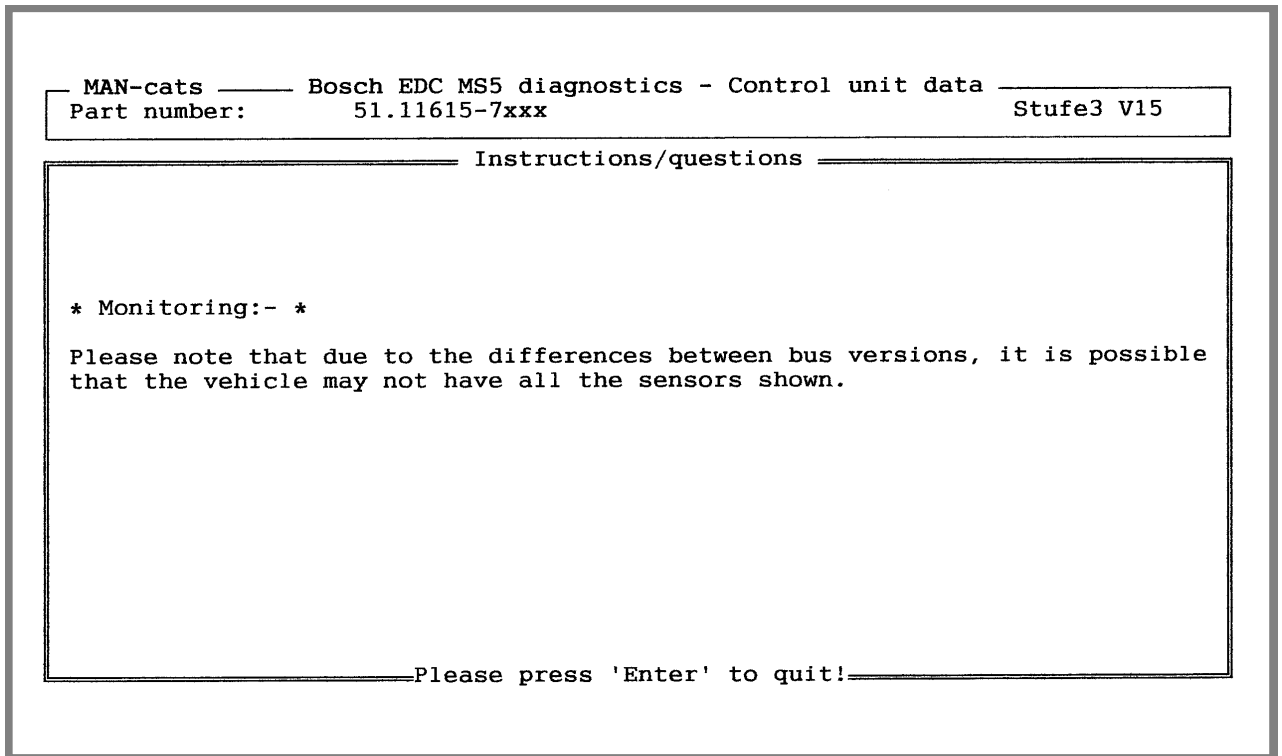 MAN-cats Bosch EDC MS5 diagnostics - Control unit data
Part number: 51.11615-7xxx Stufe3 V15
Instructions/questions
* Monitoring:- *
Please note that due to the differences between bus versions, it is possible
that the vehicle may not have all the sensors shown.
Please press 'Enter' to quit!